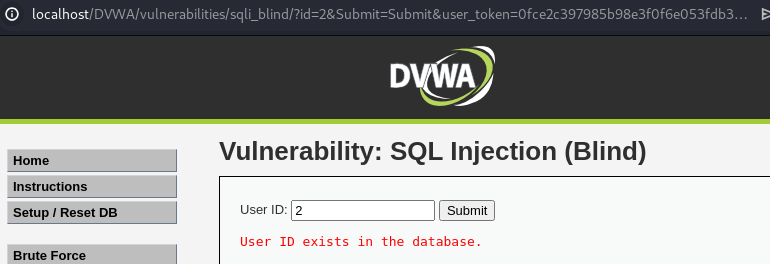 localhost/DVWA/vulnerabilities/sqli_blind/?id=2&Submit=Submit&user_token=0fce2c397985b98e3f0f6e053fdb3...
DVWA
Vulnerability: SQL Injection (Blind)
Home
Instructions
Setup / Reset DB
Brute Force
User ID: 2 Submit
User ID exists in the database.